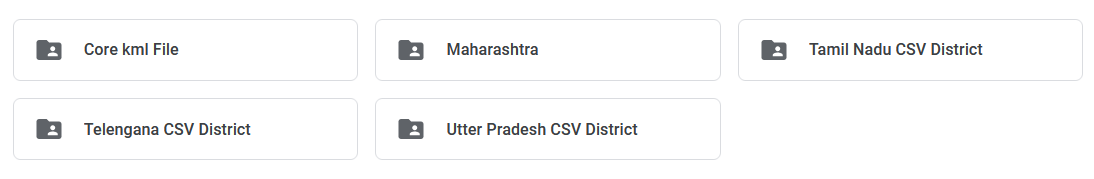 Core kml File
Maharashtra
Tamil Nadu CSV District
Telengana CSV District
Utter Pradesh CSV District